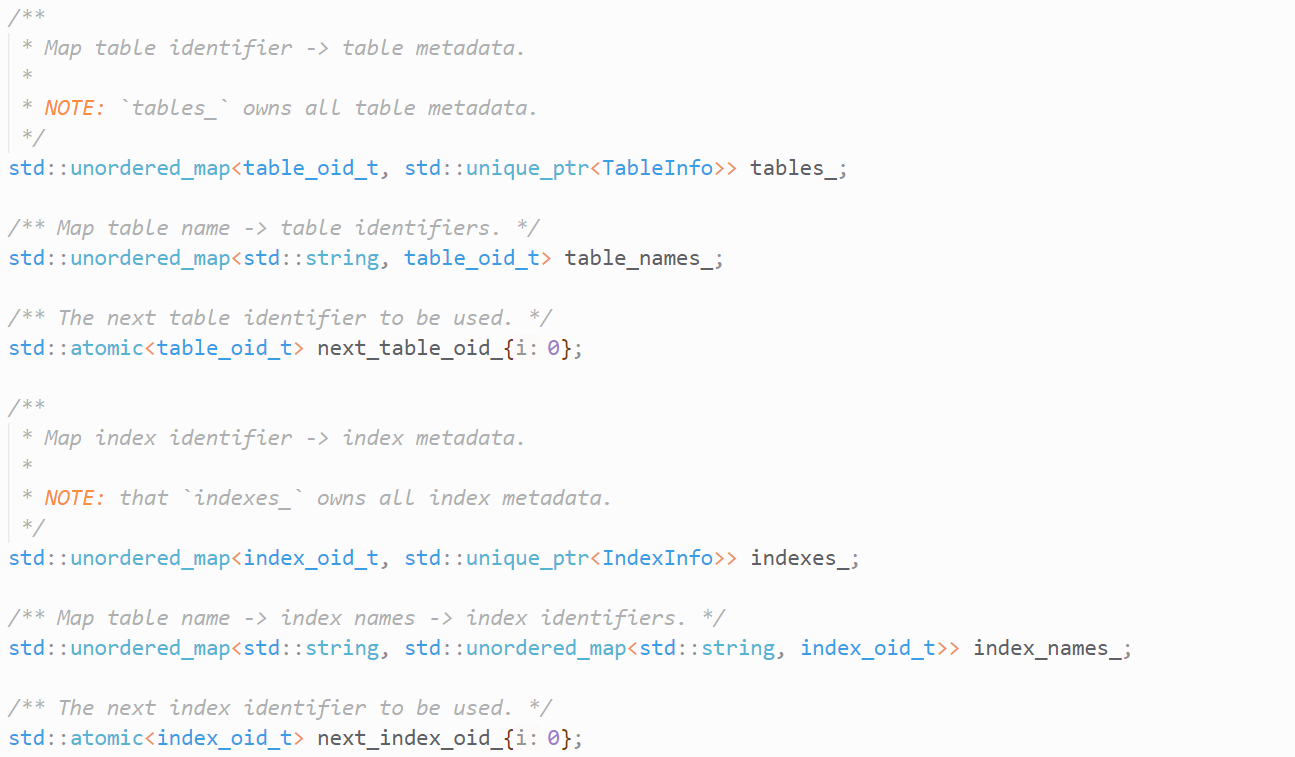 /**
 * Map table identifier -> table metadata.
 *
 * NOTE: `tables_` owns all table metadata.
 */
std::unordered_map<table_oid_t, std::unique_ptr<TableInfo>> tables_;
/** Map table name -> table identifiers. */
std::unordered_map<std::string, table_oid_t> table_names_;
/** The next table identifier to be used. */
std::atomic<table_oid_t> next_table_oid_{i: 0};
/**
 * Map index identifier -> index metadata.
 *
 * NOTE: that `indexes_` owns all index metadata.
 */
std::unordered_map<index_oid_t, std::unique_ptr<IndexInfo>> indexes_;
/** Map table name -> index names -> index identifiers. */
std::unordered_map<std::string, std::unordered_map<std::string, index_oid_t>> index_names_;
/** The next index identifier to be used. */
std::atomic<index_oid_t> next_index_oid_{i: 0};